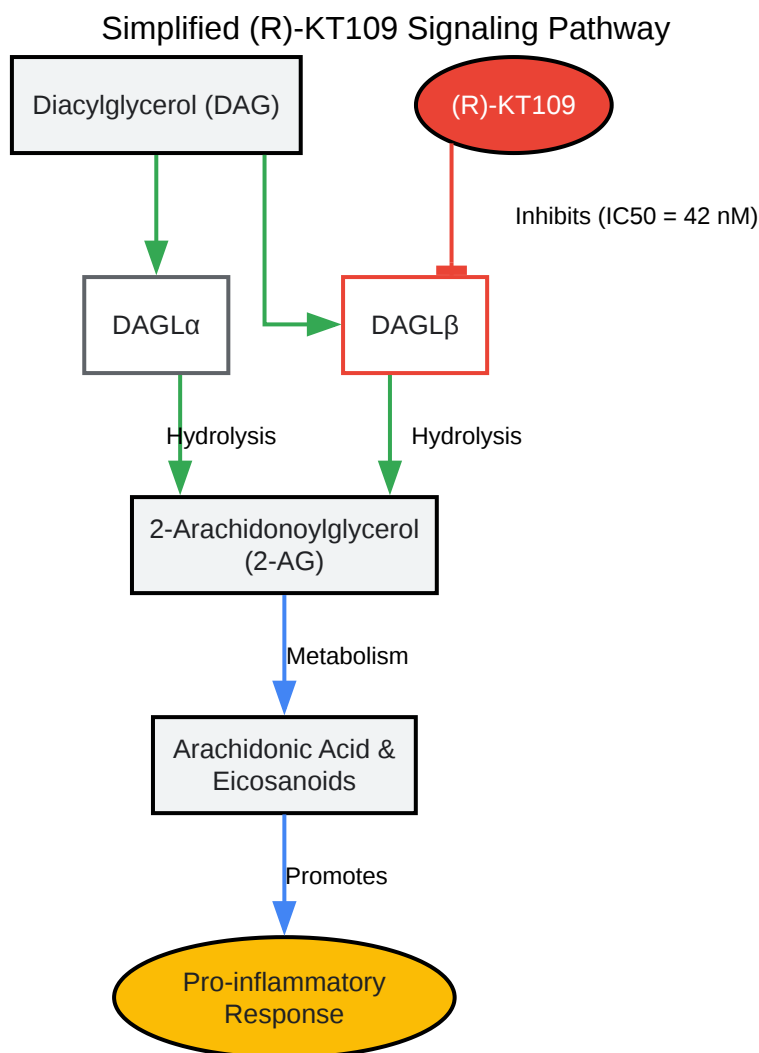 Simplified (R)-KT109 Signaling Pathway
Diacylglycerol (DAG)
(R)-KT109
Inhibits (IC50 = 42 nM)
DAGLα
DAGLβ
Hydrolysis
Hydrolysis
2-Arachidonoylglycerol
(2-AG)
Metabolism
Arachidonic Acid &
Eicosanoids
Promotes
Pro-inflammatory
Response